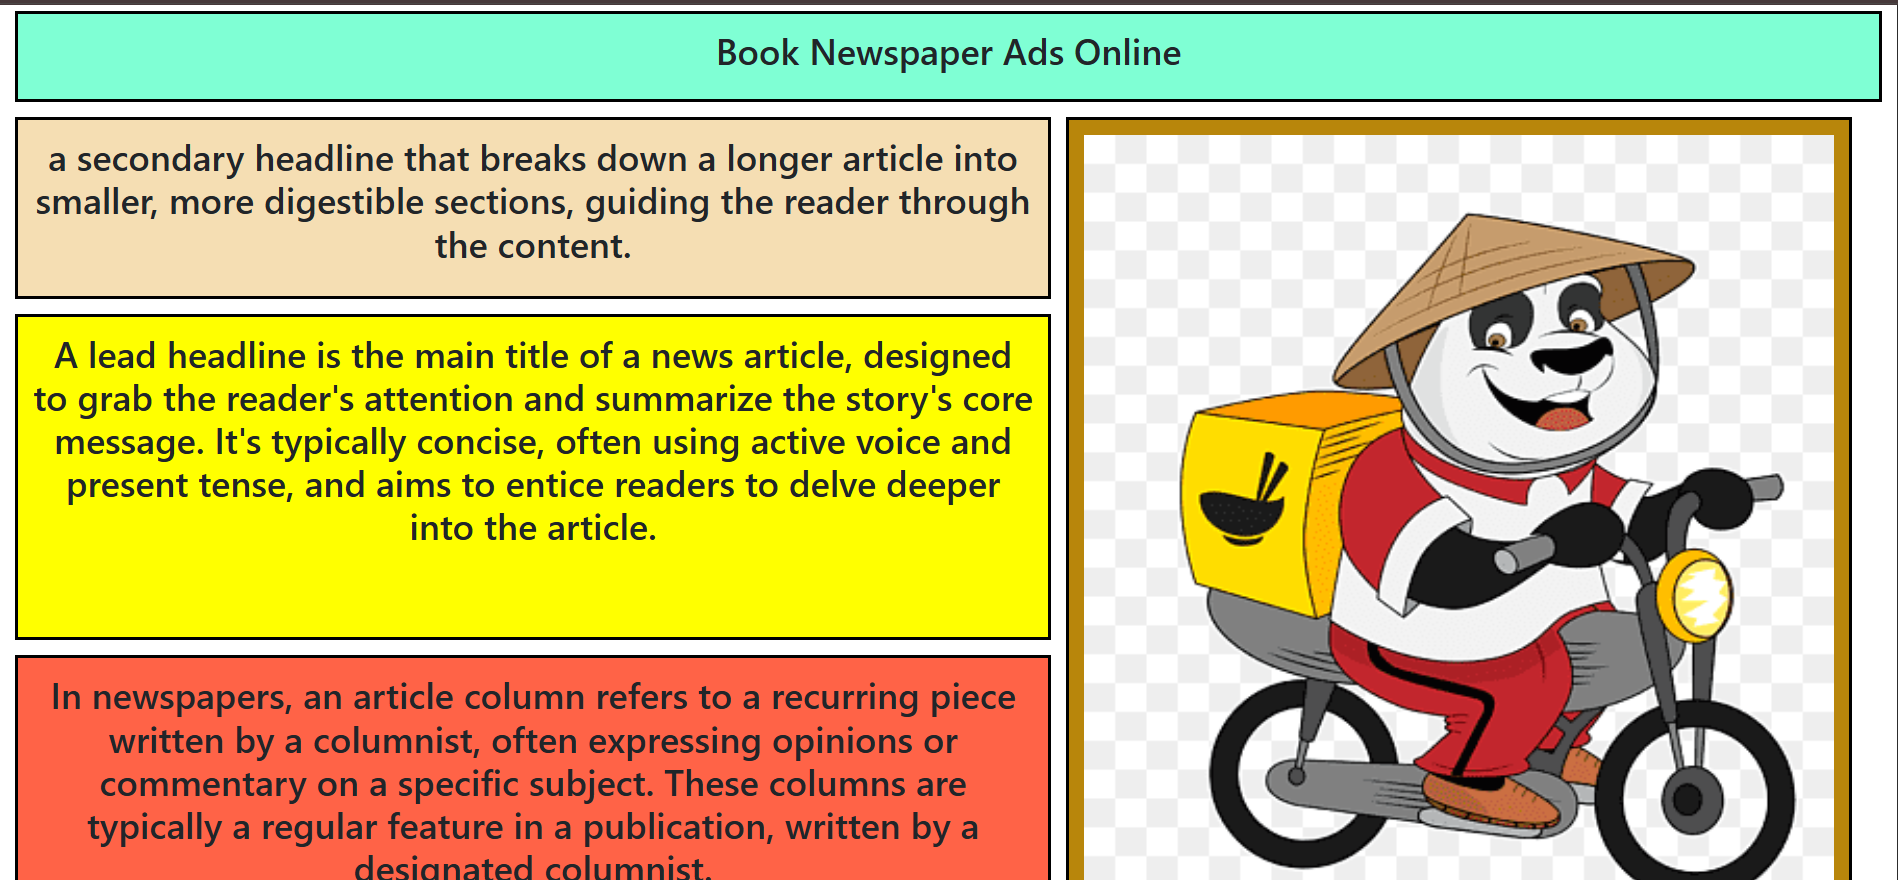 Book Newspaper Ads Online
a secondary headline that breaks down a longer article into
smaller, more digestible sections, guiding the reader through
the content.
A lead headline is the main title of a news article, designed
to grab the reader's attention and summarize the story's core
message. It's typically concise, often using active voice and
present tense, and aims to entice readers to delve deeper
into the article.
In newspapers, an article column refers to a recurring piece
written by a columnist, often expressing opinions or
commentary on a specific subject. These columns are
typically a regular feature in a publication, written by a
designated columnist.